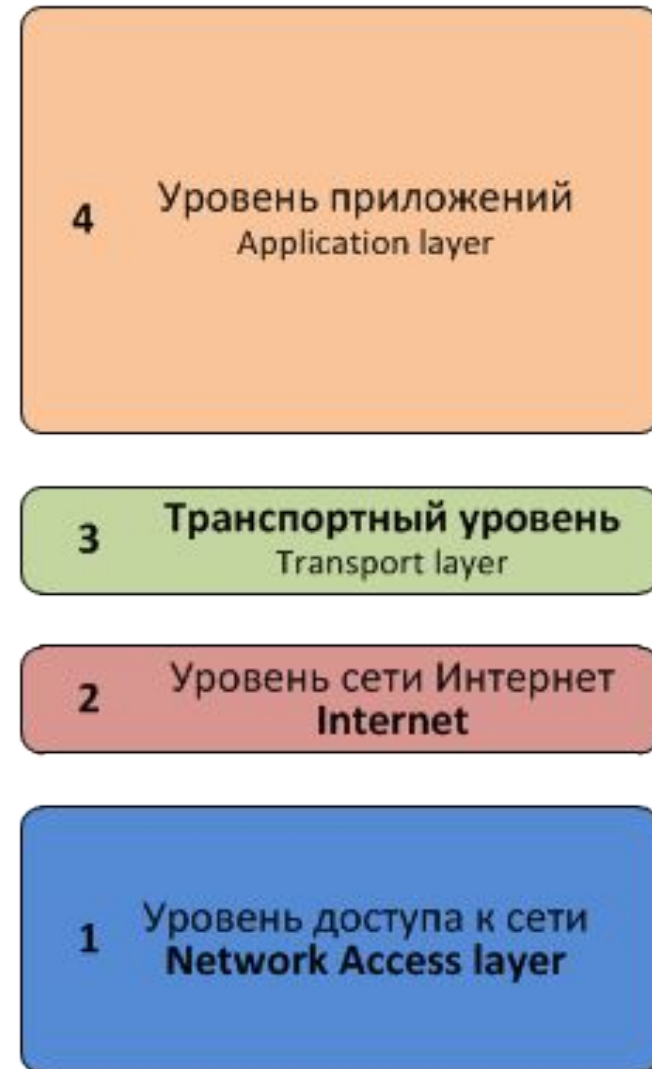 4
Уровень приложений
Application layer
3
Транспортный уровень
Transport layer
2
Уровень сети Интернет
Internet
1
Уровень доступа к сети
Network Access layer